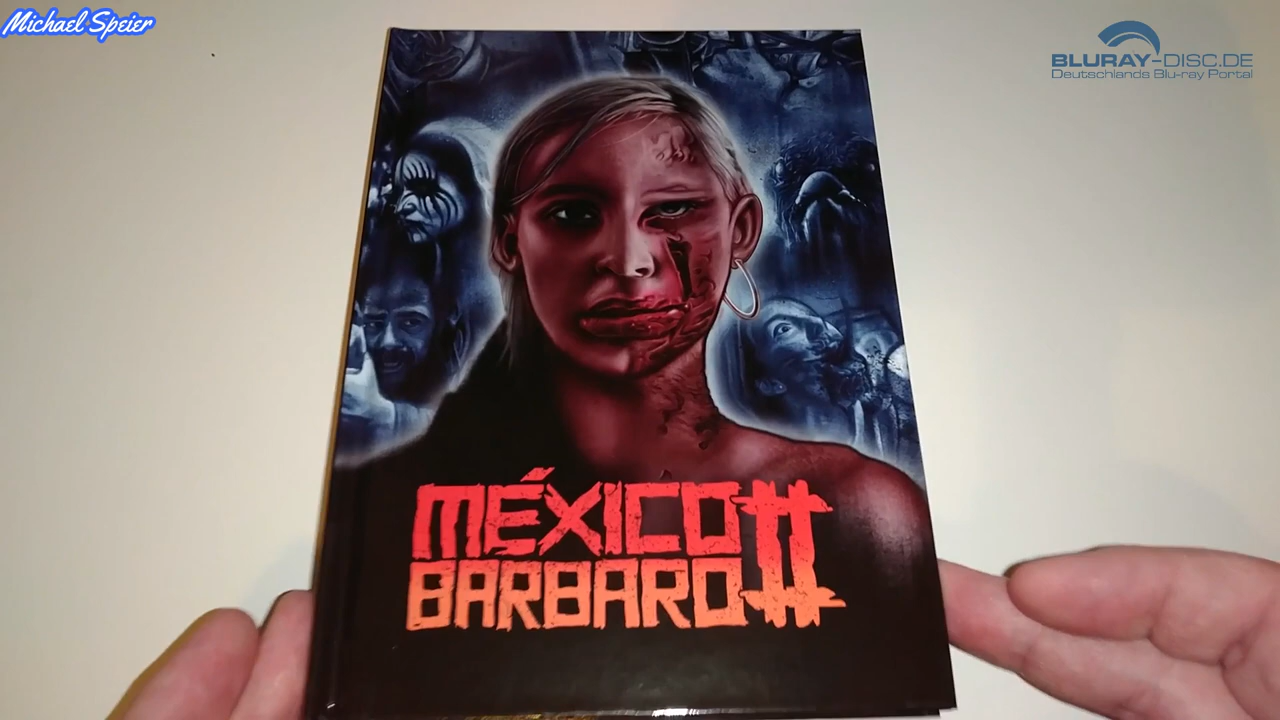 Michael Speier
BLURAY-DISC.DE
Deutschlands Blu-ray Portal
MÉXICO II
BARBARO